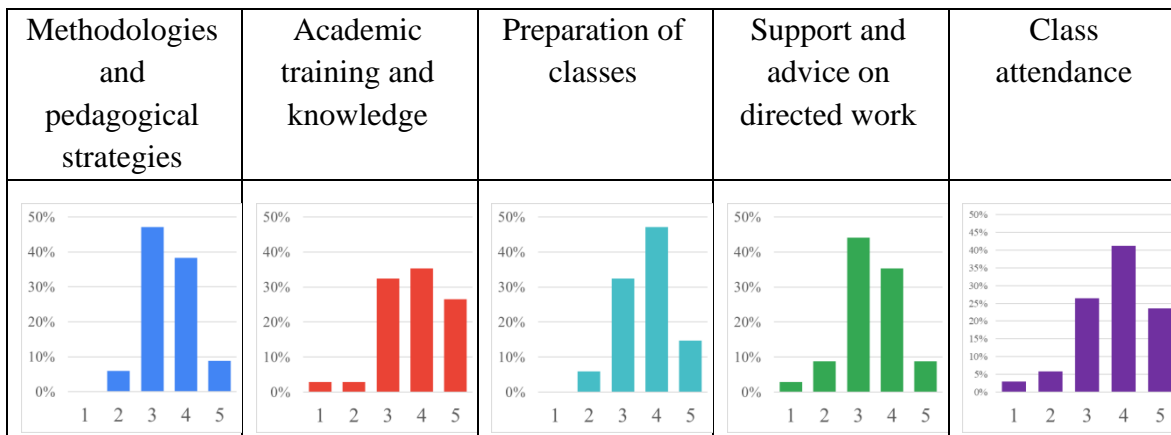 Methodologies
and
pedagogical
strategies
Academic
training and
knowledge
Preparation of
classes
Support and
advice on
directed work
Class
attendance
50%
40%
30%
20%
10%
0%
1 2 3 4 5
50%
40%
30%
20%
10%
0%
1 2 3 4 5
50%
40%
30%
20%
10%
0%
1 2 3 4 5
50%
40%
30%
20%
10%
0%
1 2 3 4 5
50%
45%
40%
35%
30%
25%
20%
15%
10%
5%
0%
1 2 3 4 5